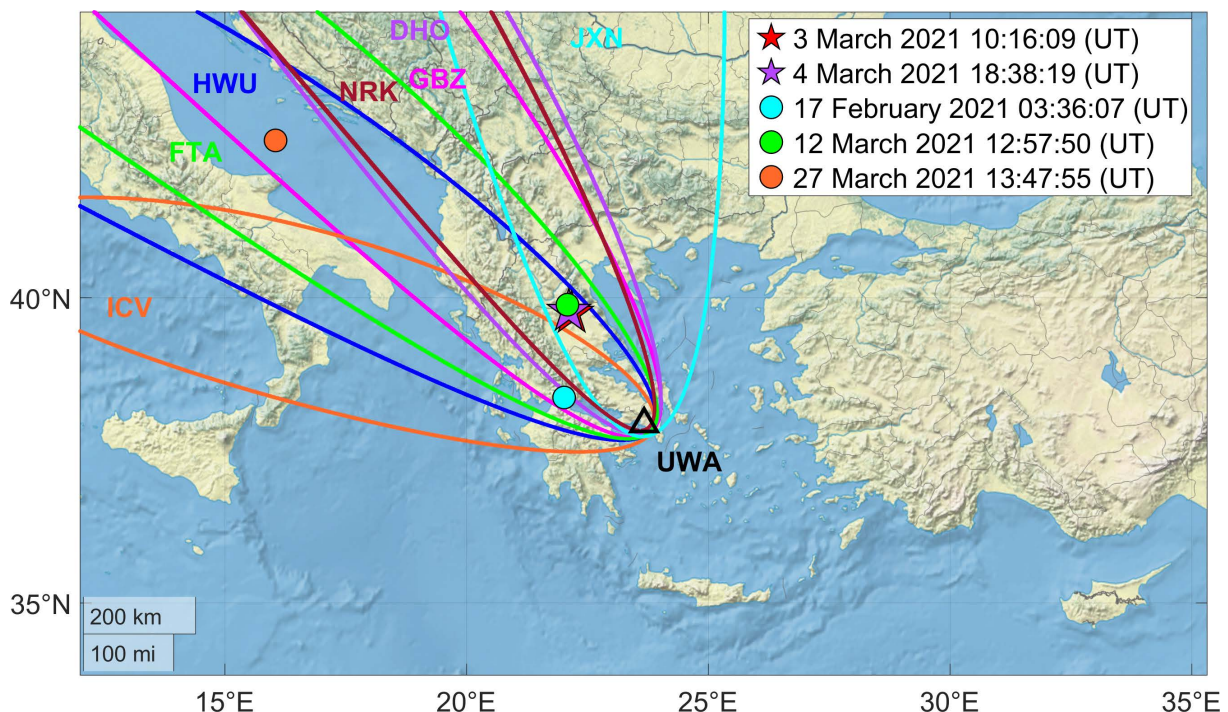 DHO
JXN
HWU
NRK
GBZ
FTA
ICV
UWA
3 March 2021 10:16:09 (UT)
4 March 2021 18:38:19 (UT)
17 February 2021 03:36:07 (UT)
12 March 2021 12:57:50 (UT)
27 March 2021 13:47:55 (UT)
40°N
35°N
200 km
100 mi
15°E
20°E
25°E
30°E
35°E